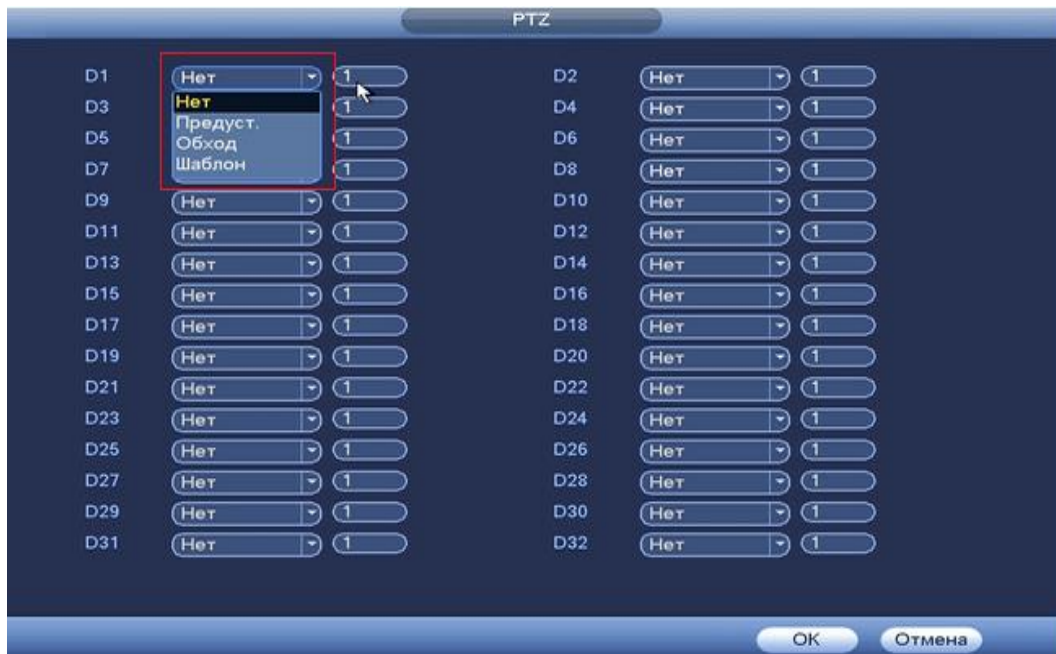 PTZ
D1 Нет 1 D2 Нет 1
Нет
D3 1 D4 Нет 1
Предуст.
D5 1 D6 Нет 1
Обход
D7 1 D8 Нет 1
Шаблон
D9 Нет 1 D10 Нет 1
D11 Нет 1 D12 Нет 1
D13 Нет 1 D14 Нет 1
D15 Нет 1 D16 Нет 1
D17 Нет 1 D18 Нет 1
D19 Нет 1 D20 Нет 1
D21 Нет 1 D22 Нет 1
D23 Нет 1 D24 Нет 1
D25 Нет 1 D26 Нет 1
D27 Нет 1 D28 Нет 1
D29 Нет 1 D30 Нет 1
D31 Нет 1 D32 Нет 1
OK Отмена